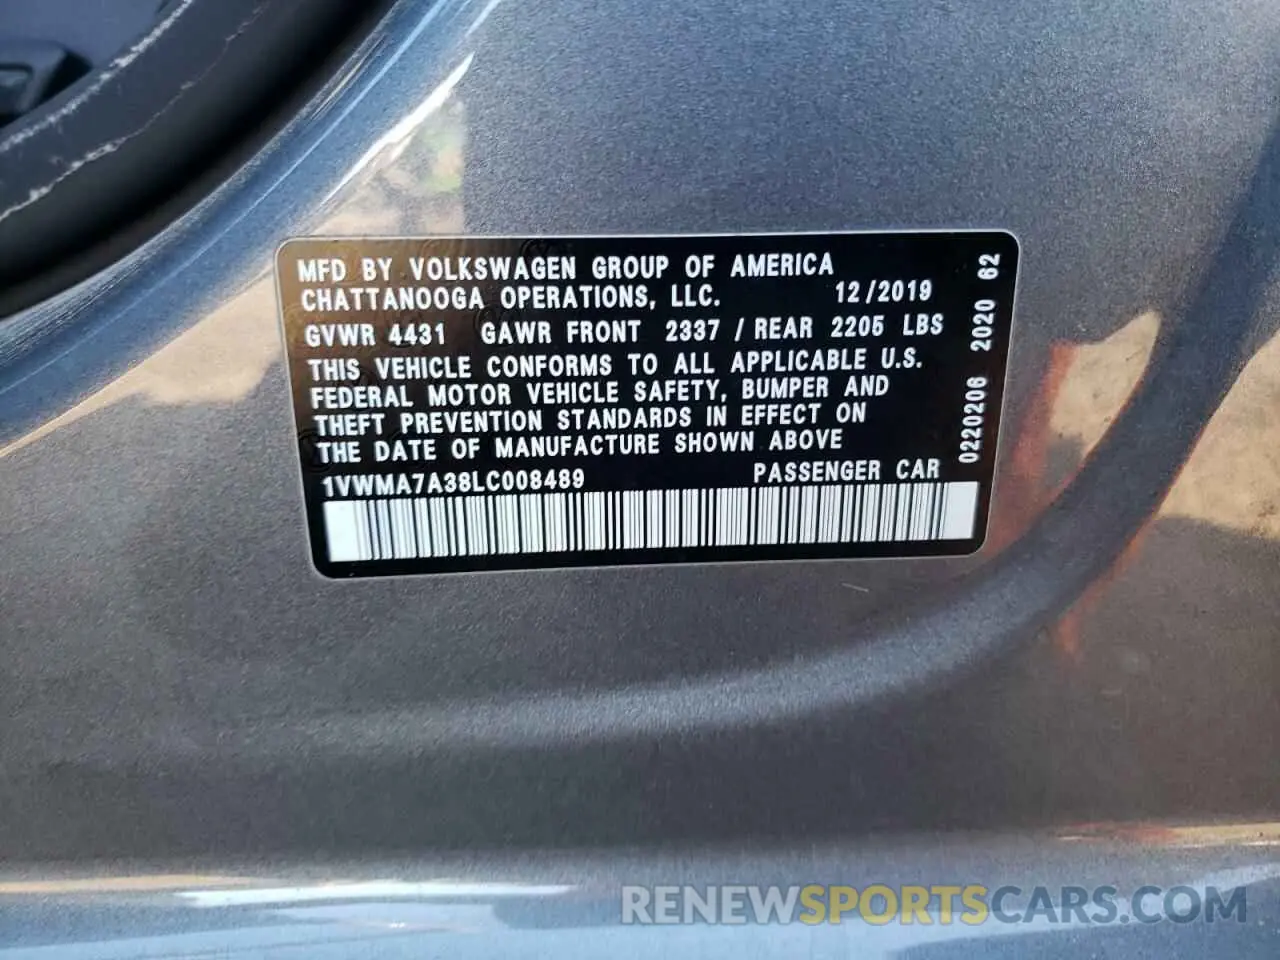 MFD BY VOLKSWAGEN GROUP OF AMERICA
CHATTANOOGA OPERATIONS, LLC. 12/2019
GVWR 4431 GAWR FRONT 2337 / REAR 2205 LBS
THIS VEHICLE CONFORMS TO ALL APPLICABLE U.S.
FEDERAL MOTOR VEHICLE SAFETY, BUMPER AND
THEFT PREVENTION STANDARDS IN EFFECT ON
THE DATE OF MANUFACTURE SHOWN ABOVE
1VWMA7A38LC008489 PASSENGER CAR
0220206 2020 62
RENEWSPORTSCARS.COM